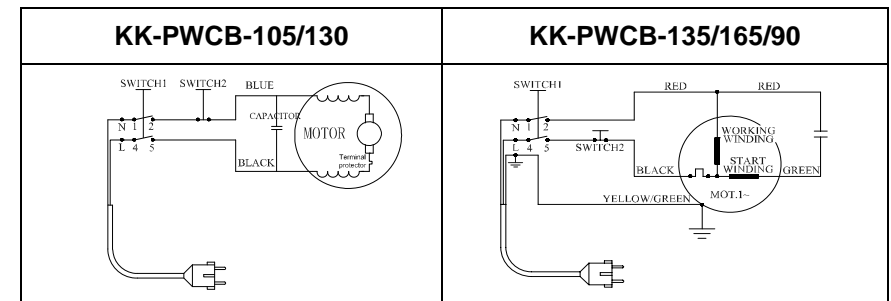 KK-PWCB-105/130
KK-PWCB-135/165/90
SWITCH1 SWITCH2 BLUE
CAPACITOR
N 1 2
MOTOR
L 4 5
BLACK
Terminal
protector
SWITCH1 RED RED
N 1 2
WORKING
WINDING
L 4 5
SWITCH2
START
WINDING
BLACK GREEN
MOT.1~
YELLOW/GREEN